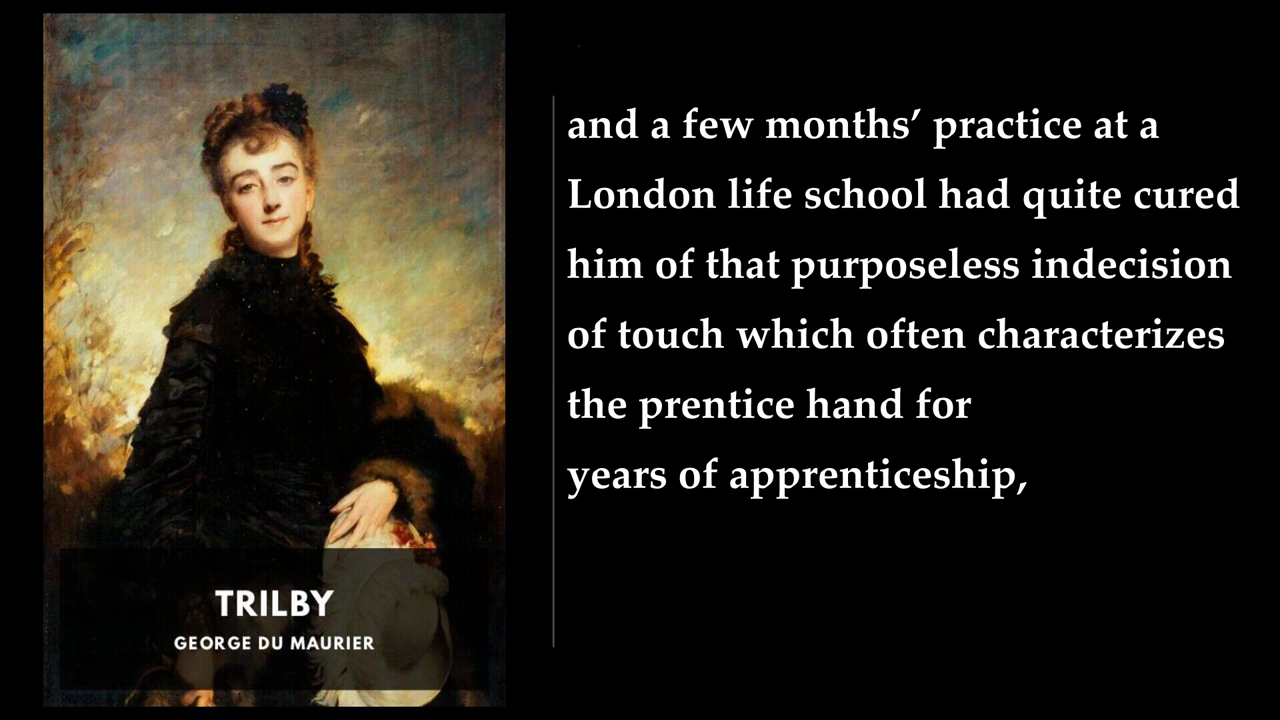 TRILBY
GEORGE DU MAURIER
and a few months’ practice at a
London life school had quite cured
him of that purposeless indecision
of touch which often characterizes
the prentice hand for
years of apprenticeship,